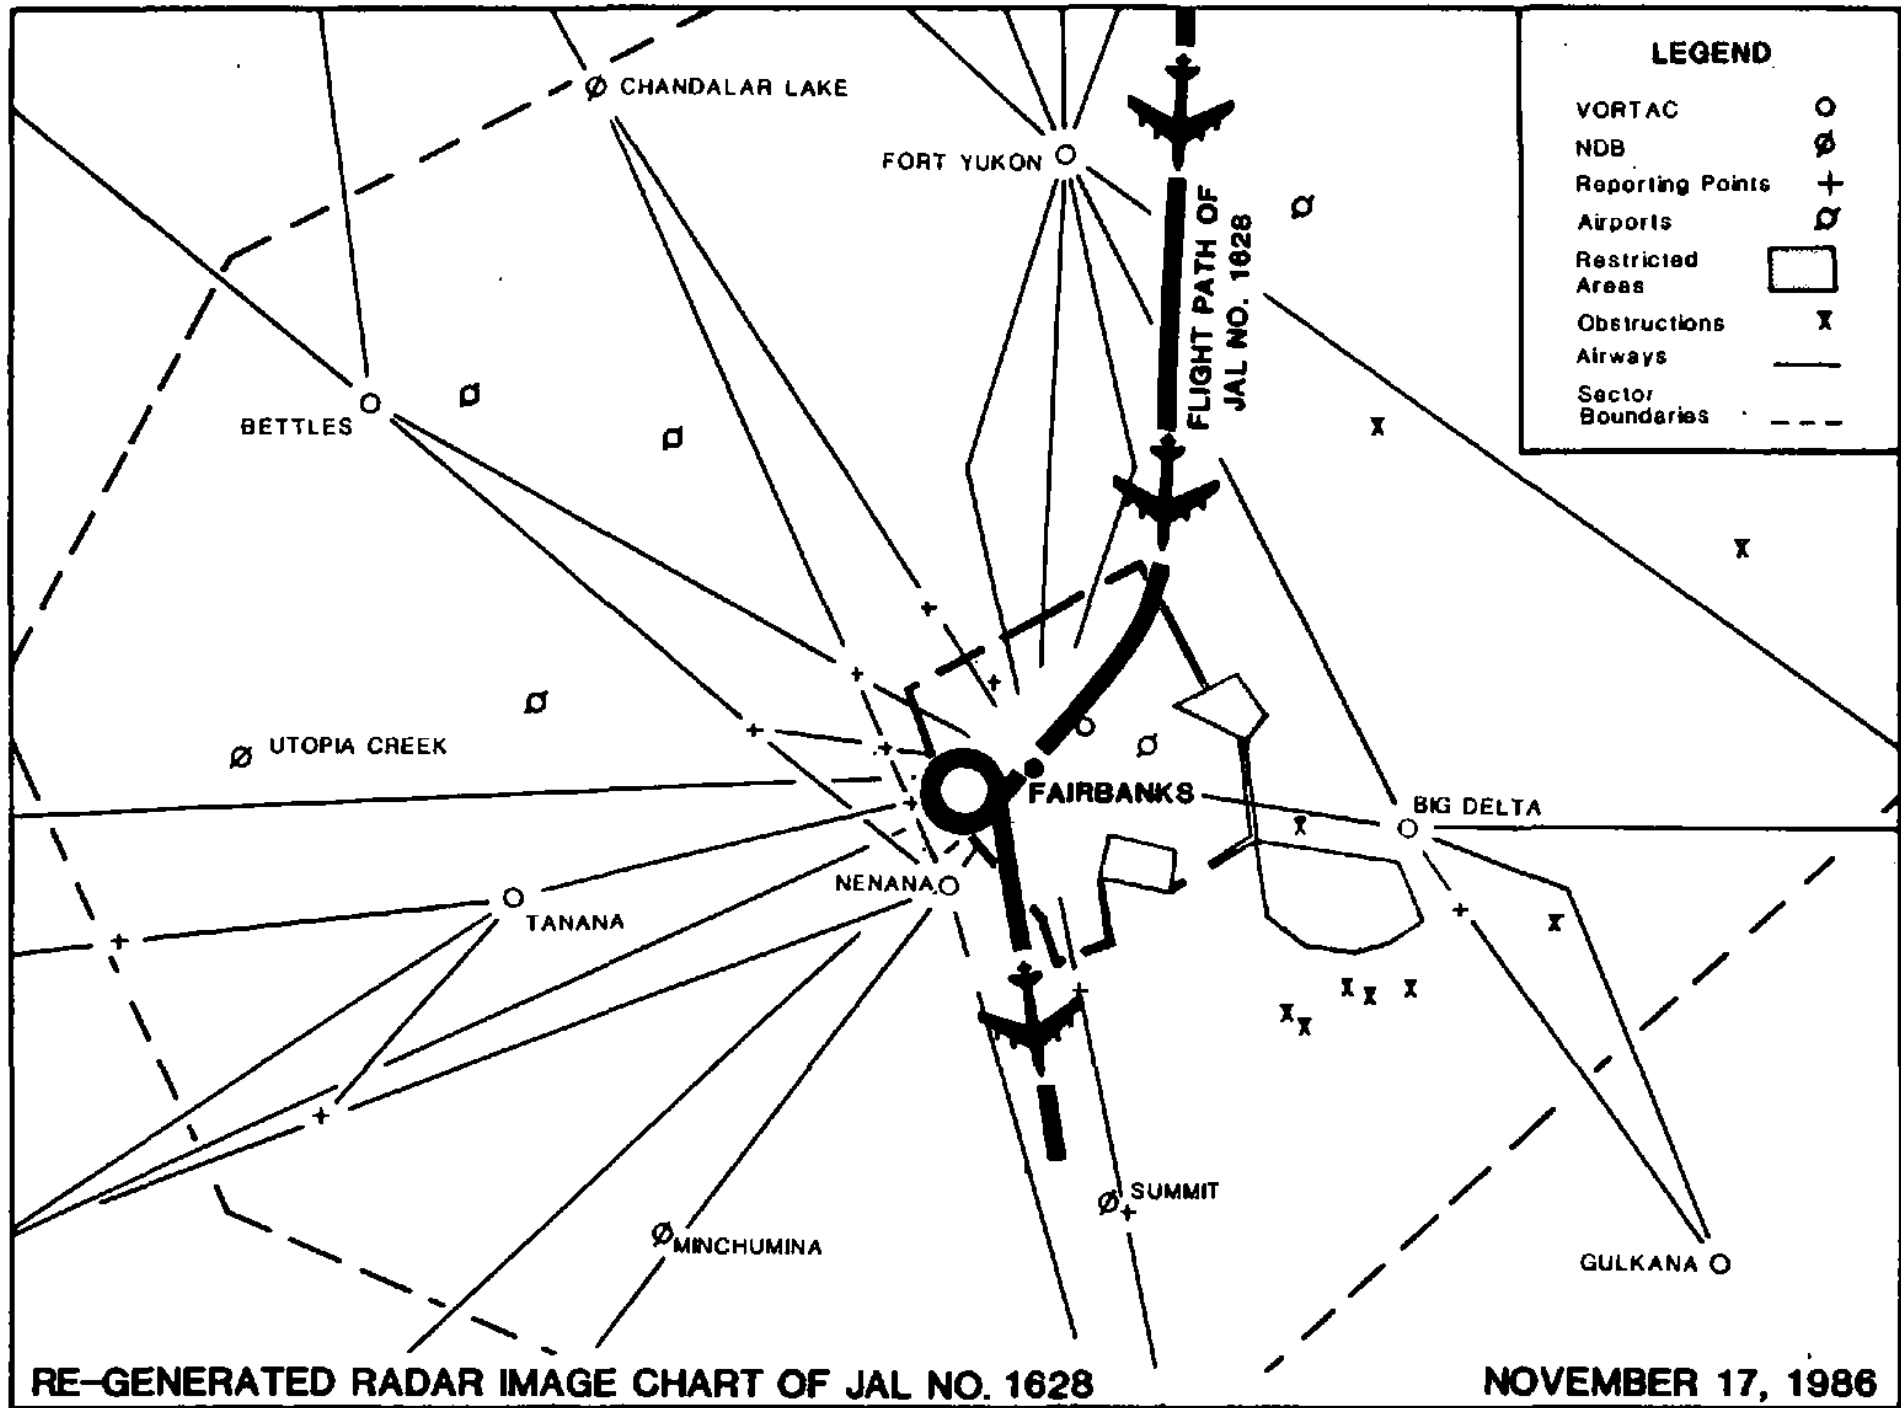 LEGEND
VORTAC
NDB
Reporting Points
Airports
Restricted
Areas
Obstructions
Airways
Sector
Boundaries
CHANDALAR LAKE
FORT YUKON
FLIGHT PATH OF
JAL NO. 1628
BETTLES
UTOPIA CREEK
FAIRBANKS
BIG DELTA
NENANA
TANANA
SUMMIT
MINCHUMINA
GULKANA
RE-GENERATED RADAR IMAGE CHART OF JAL NO. 1628
NOVEMBER 17, 1986